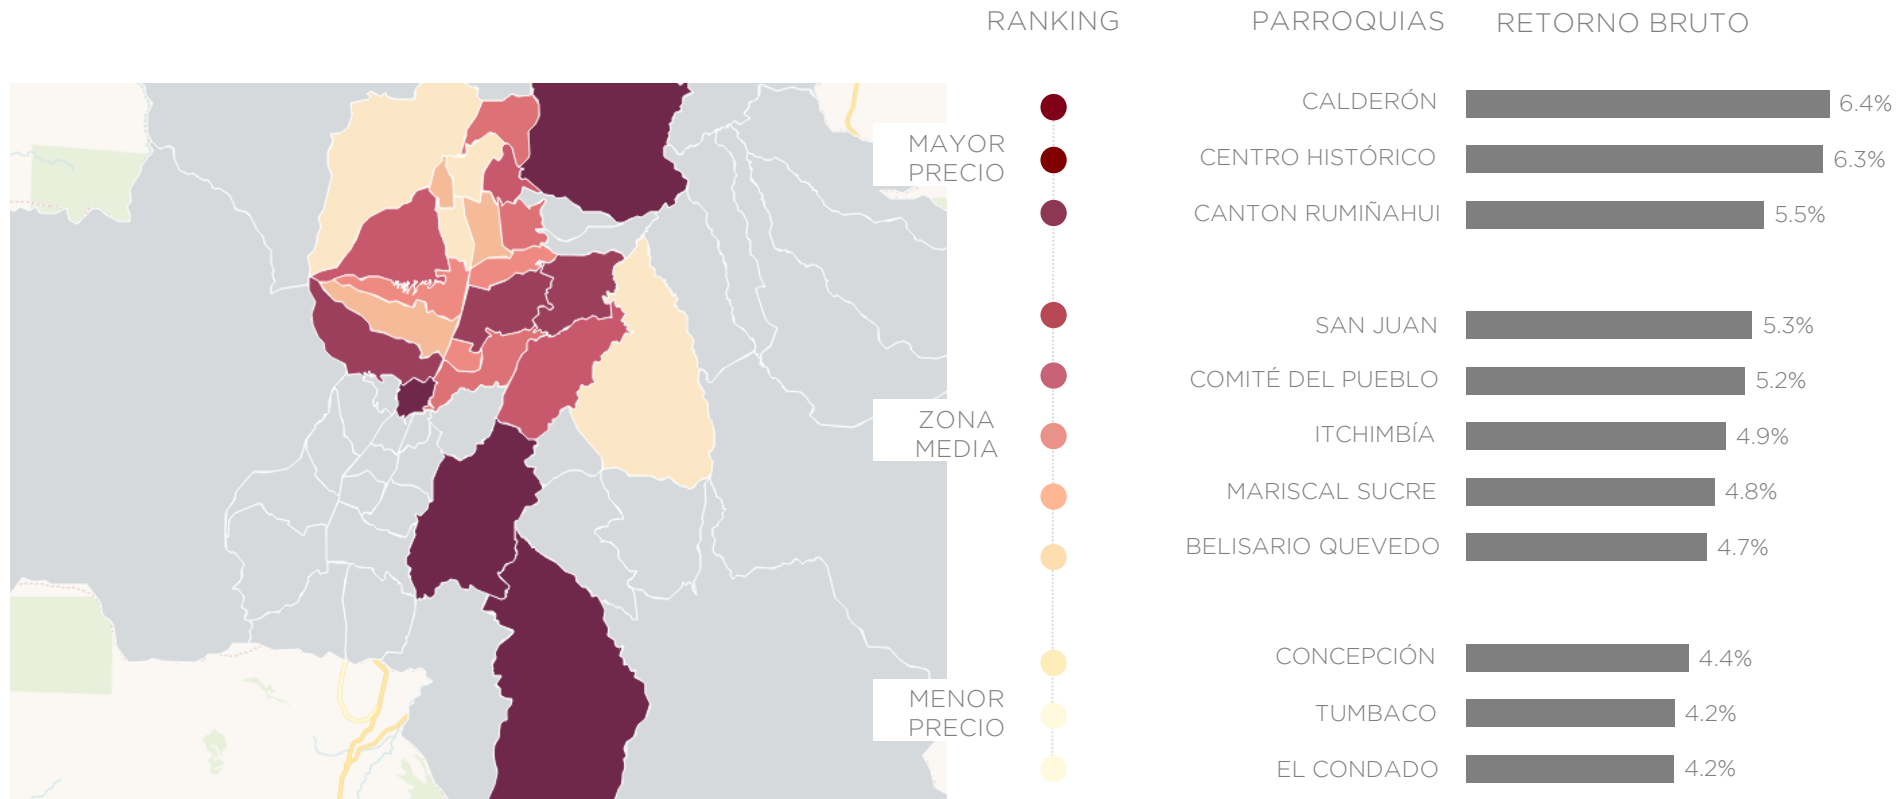 RANKING
PARROQUIAS
RETORNO BRUTO
MAYOR
PRECIO
CALDERÓN
6.4%
CENTRO HISTÓRICO
6.3%
CANTON RUMIÑAHUI
5.5%
ZONA
MEDIA
SAN JUAN
5.3%
COMITÉ DEL PUEBLO
5.2%
ITCHIMBÍA
4.9%
MARISCAL SUCRE
4.8%
BELISARIO QUEVEDO
4.7%
MENOR
PRECIO
CONCEPCIÓN
4.4%
TUMBACO
4.2%
EL CONDADO
4.2%